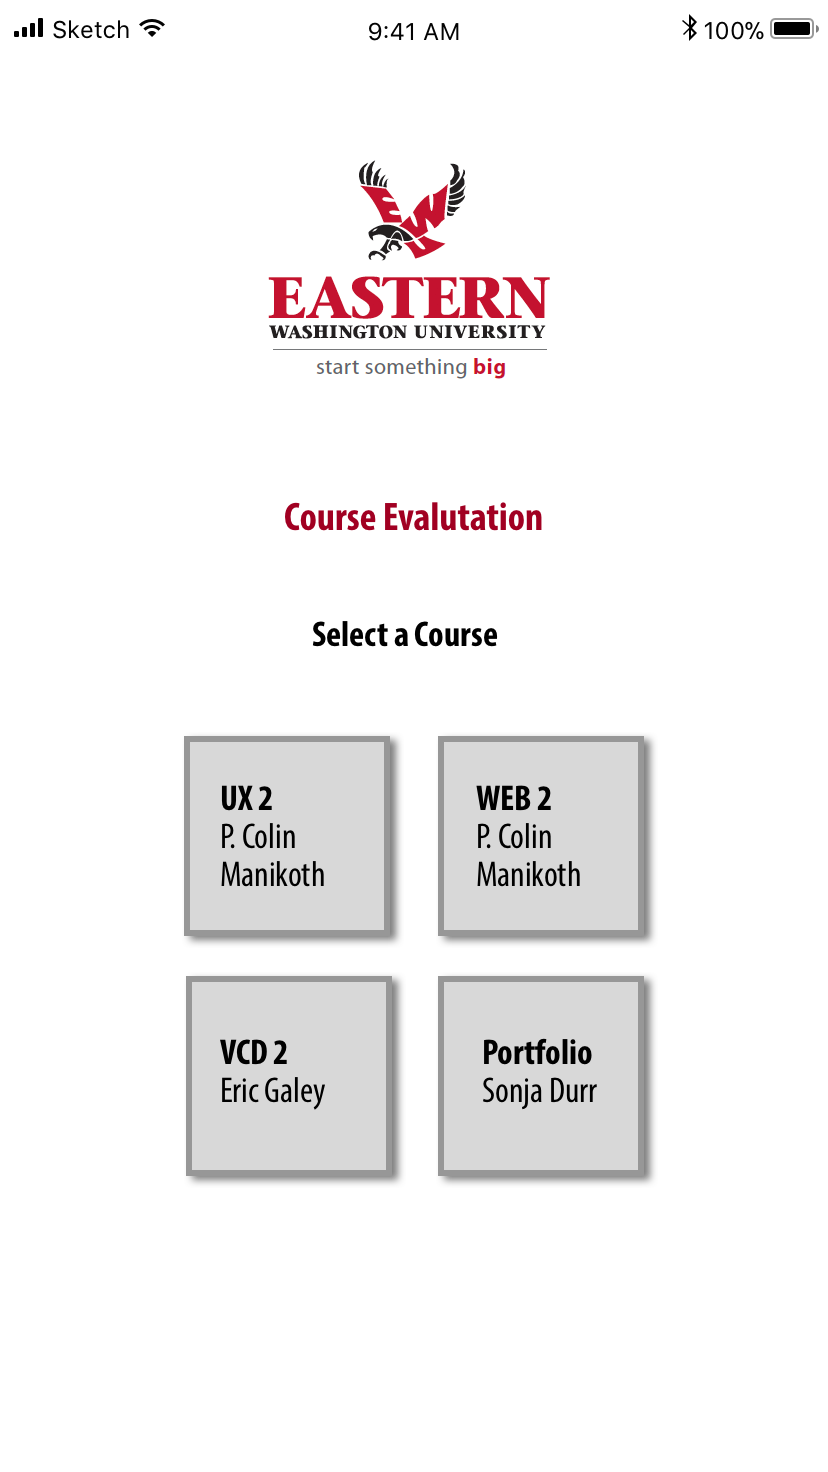 Sketch 9:41 AM 100%
EASTERN
WASHINGTON UNIVERSITY
start something big
Course Evalutation
Select a Course
UX 2
P. Colin
Manikoth
WEB 2
P. Colin
Manikoth
VCD 2
Eric Galey
Portfolio
Sonja Durr